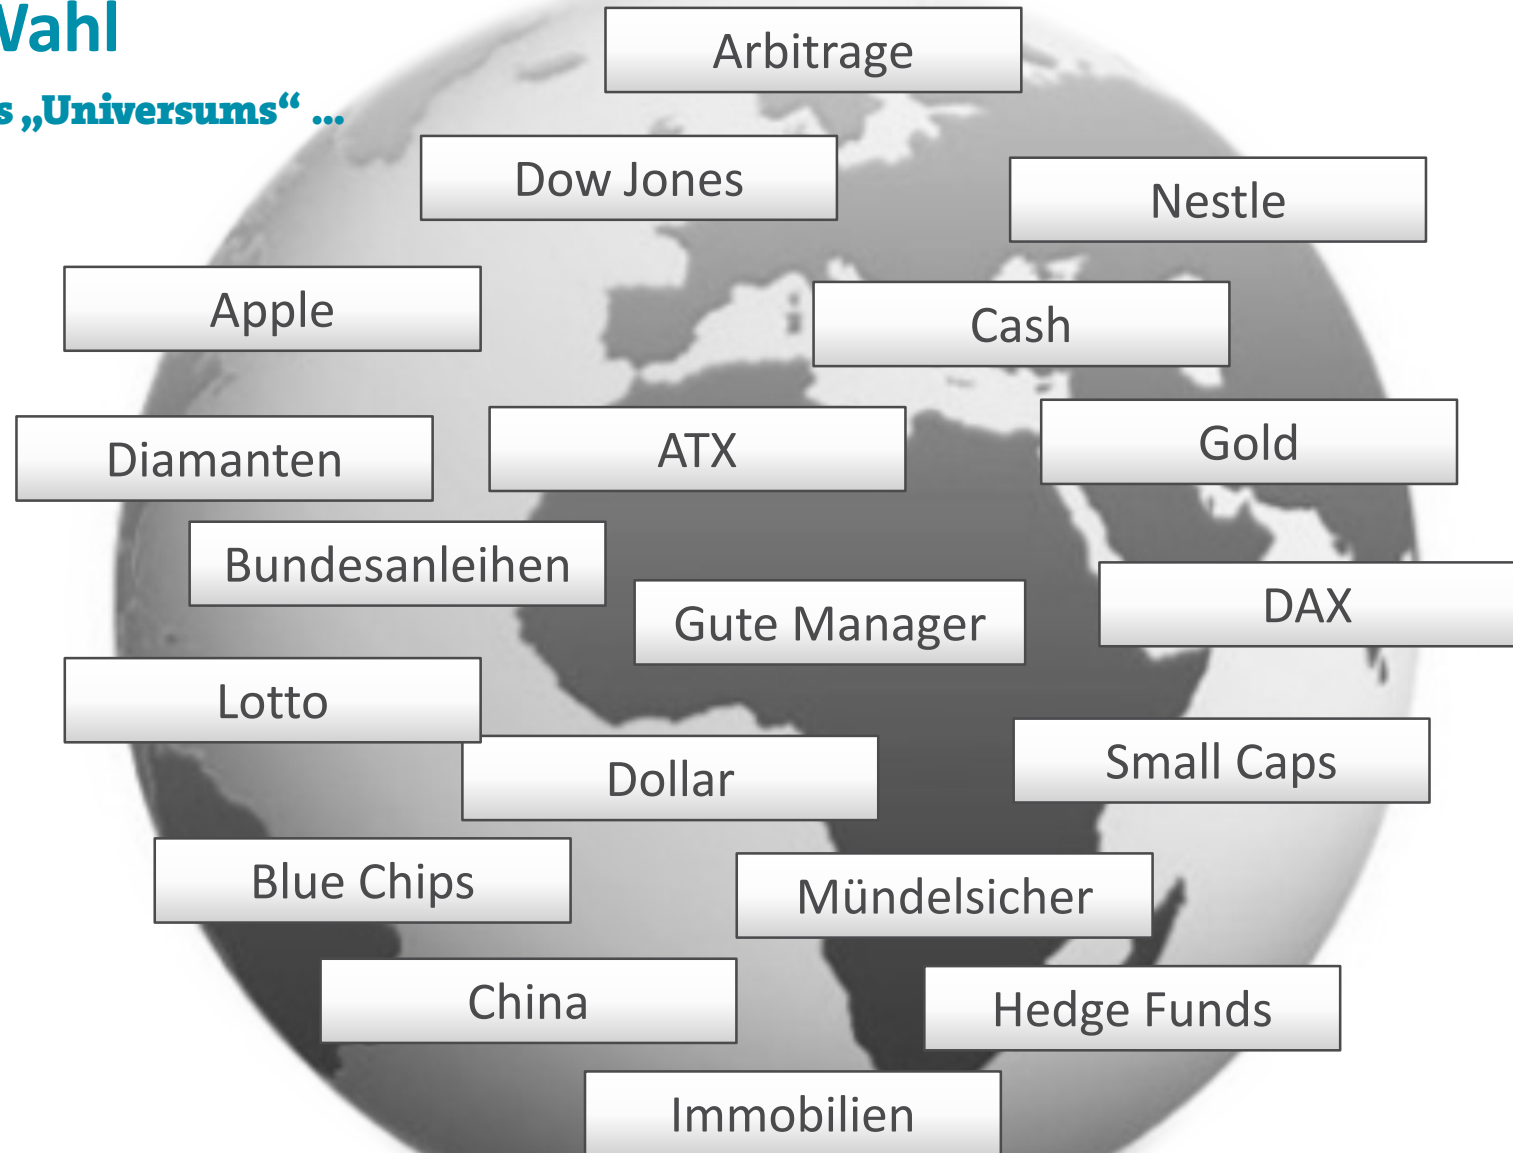 Wahl
s „Universums“ ...
Arbitrage
Dow Jones
Nestle
Apple
Cash
Diamanten
ATX
Gold
Bundesanleihen
Gute Manager
DAX
Lotto
Dollar
Small Caps
Blue Chips
Mündelsicher
China
Hedge Funds
Immobilien